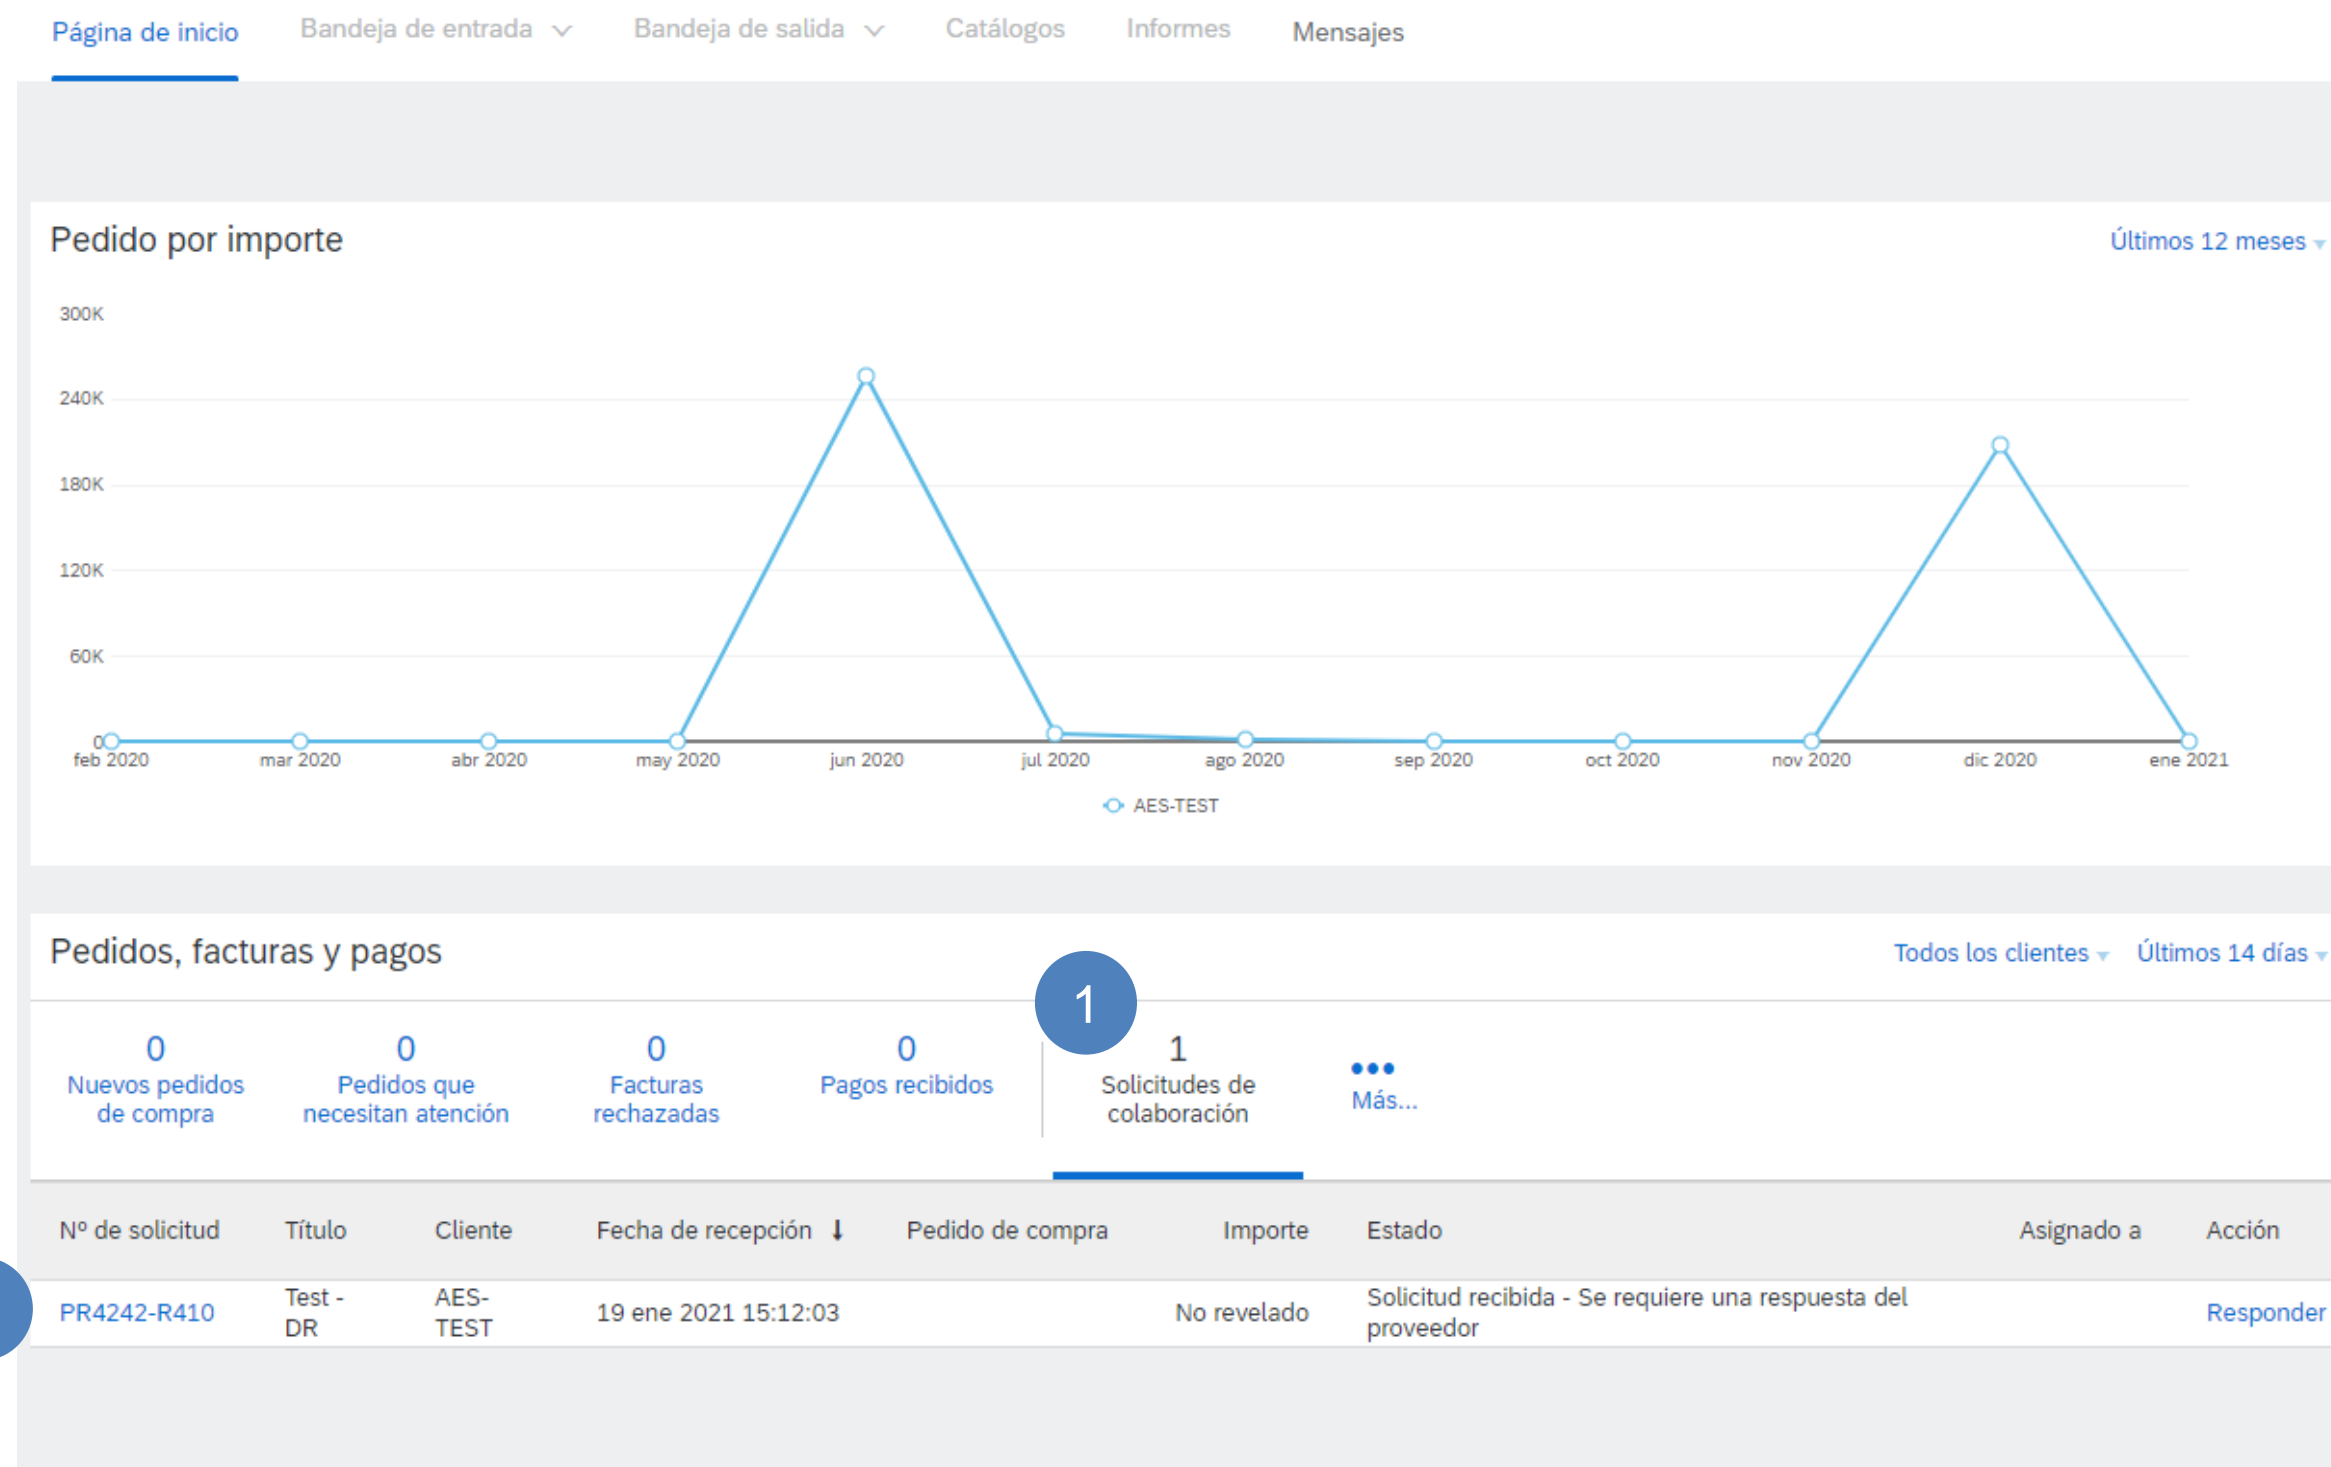 Página de inicio Bandeja de entrada Bandeja de salida Catálogos Informes Mensajes
Pedido por importe Últimos 12 meses
300K
240K
180K
120K
60K
0
feb 2020 mar 2020 abr 2020 may 2020 jun 2020 jul 2020 ago 2020 sep 2020 oct 2020 nov 2020 dic 2020 ene 2021
AES-TEST
Pedidos, facturas y pagos Todos los clientes Últimos 14 días
1
0 0 0 0 1
Nuevos pedidos Pedidos que Facturas Pagos recibidos Solicitudes de Más...
de compra necesitan atención rechazadas colaboración
Nº de solicitud Título Cliente Fecha de recepción Pedido de compra Importe Estado Asignado a Acción
PR4242-R410 Test - AES- 19 ene 2021 15:12:03 No revelado Solicitud recibida - Se requiere una respuesta del Responder
DR TEST proveedor